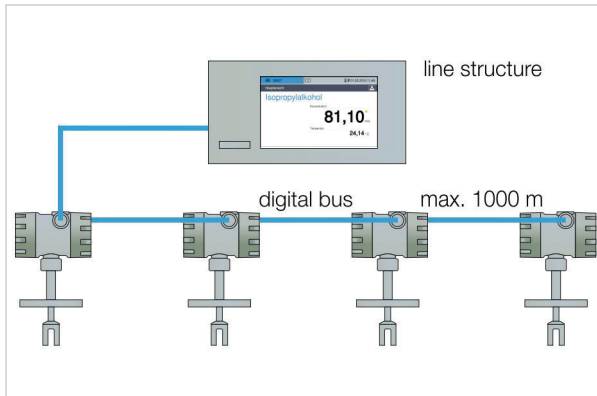 line structure
Isopropylalkohol
81,10
24,14
digital bus
max. 1000 m